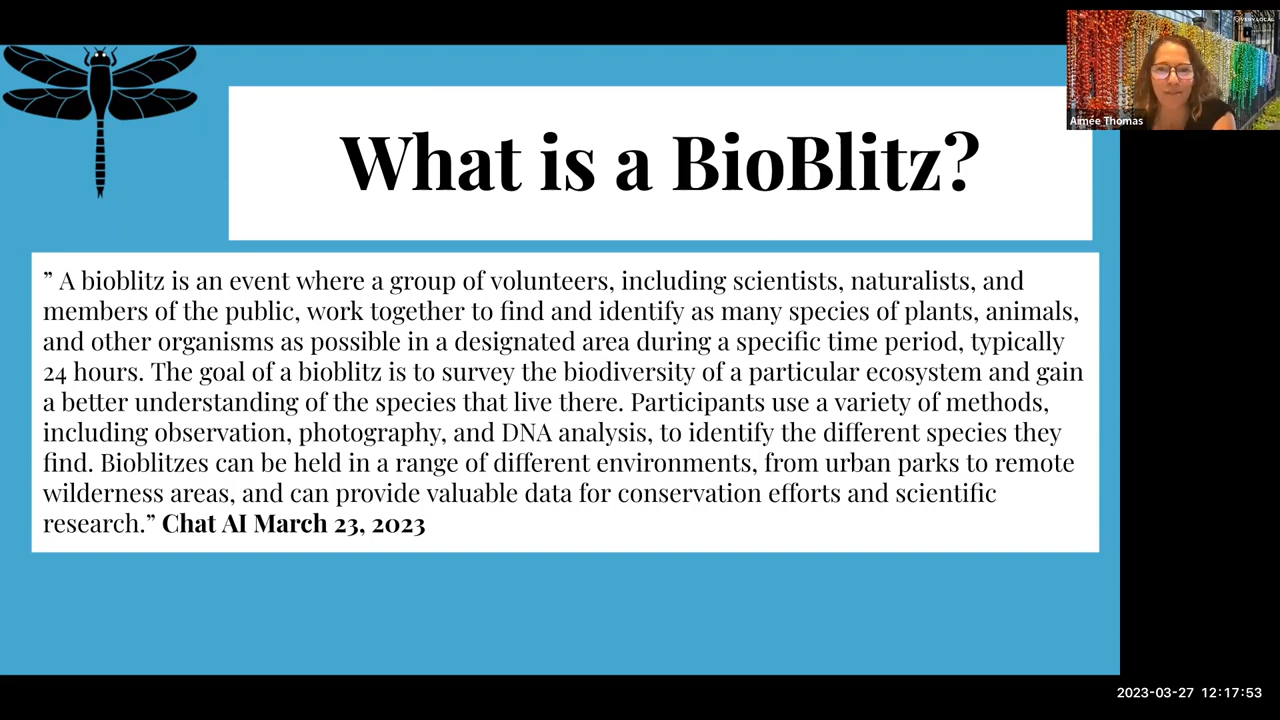 What is a BioBlitz?
” A bioblitz is an event where a group of volunteers, including scientists, naturalists, and
members of the public, work together to find and identify as many species of plants, animals,
and other organisms as possible in a designated area during a specific time period, typically
24 hours. The goal of a bioblitz is to survey the biodiversity of a particular ecosystem and gain
a better understanding of the species that live there. Participants use a variety of methods,
including observation, photography, and DNA analysis, to identify the different species they
find. Bioblitzes can be held in a range of different environments, from urban parks to remote
wilderness areas, and can provide valuable data for conservation efforts and scientific
research.” Chat AI March 23, 2023
Aimée Thomas
2023-03-27 12:17:53